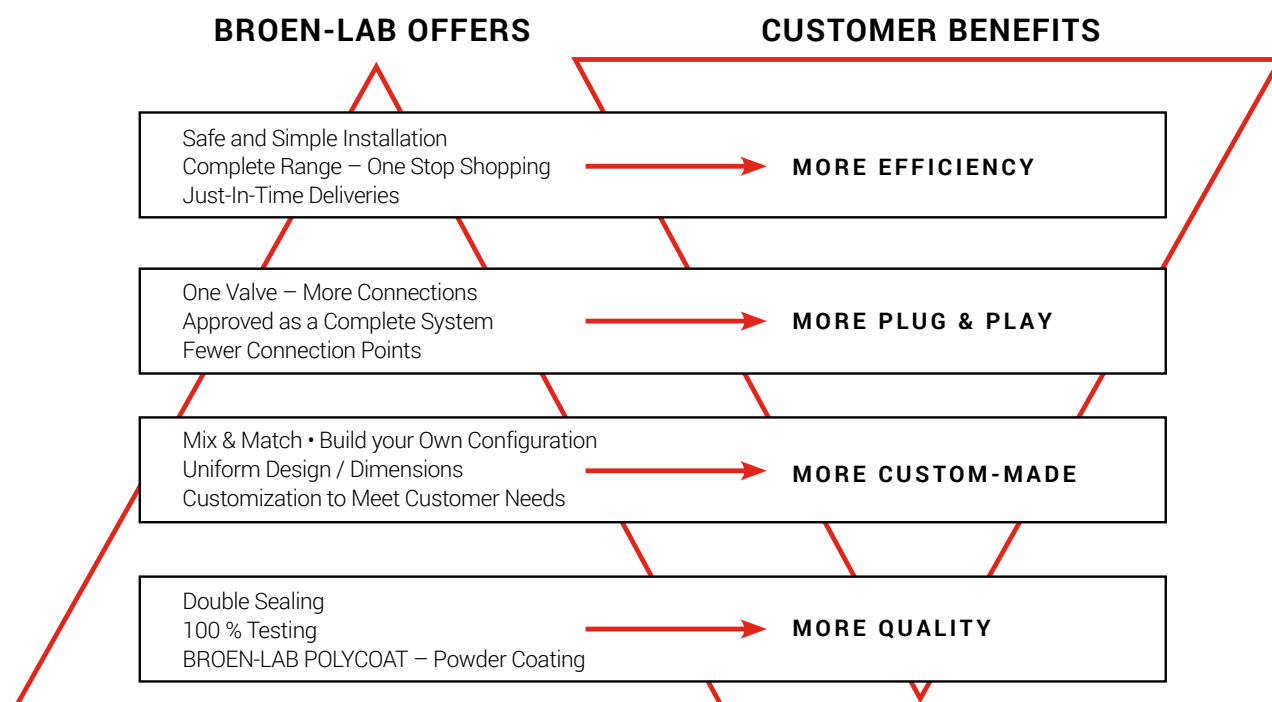 BROEN-LAB OFFERS
CUSTOMER BENEFITS
Safe and Simple Installation
Complete Range – One Stop Shopping
Just-In-Time Deliveries
MORE EFFICIENCY
One Valve – More Connections
Approved as a Complete System
Fewer Connection Points
MORE PLUG & PLAY
Mix & Match • Build your Own Configuration
Uniform Design / Dimensions
Customization to Meet Customer Needs
MORE CUSTOM-MADE
Double Sealing
100 % Testing
BROEN-LAB POLYCOAT – Powder Coating
MORE QUALITY